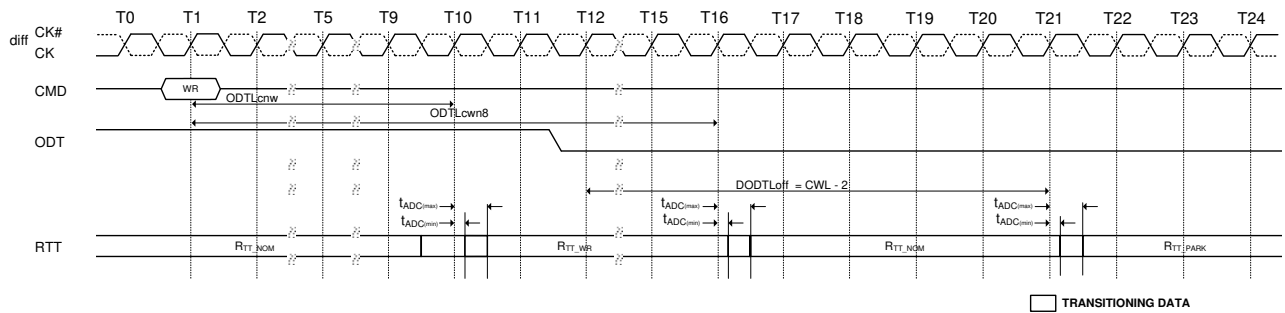 T0 T1 T2 T5 T9 T10 T11 T12 T15 T16 T17 T18 T19 T20 T21 T22 T23 T24
diff CK#
CK
CMD WR
ODTLcnw
ODTLcwn8
ODT
DODTLoff = CWL - 2
tADC(max) tADC(max) tADC(max)
tADC(min) tADC(min) tADC(min)
RTT RTT_NOM RTT_WR RTT_NOM RTT_PARK
TRANSITIONING DATA